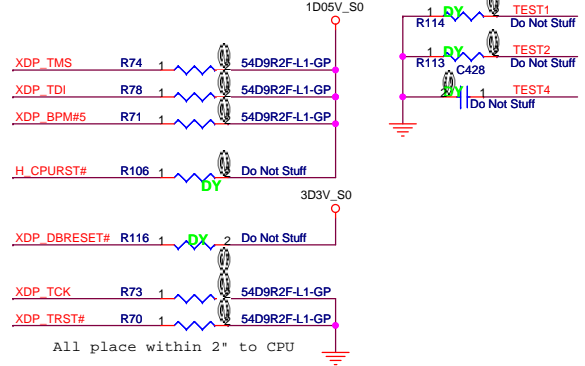 1D05V_S0
TEST1
DY
R114
Do Not Stuff
TEST2
DY
R113
Do Not Stuff
C428
TEST4
DY
2
1
Do Not Stuff
XDP_TMS R74 1 54D9R2F-L1-GP
XDP_TDI R78 1 54D9R2F-L1-GP
XDP_BPM#5 R71 1 54D9R2F-L1-GP
H_CPURST# R106 1 Do Not Stuff
DY
3D3V_S0
XDP_DBRESET# R116 1 DY 2 Do Not Stuff
XDP_TCK R73 1 54D9R2F-L1-GP
XDP_TRST# R70 1 54D9R2F-L1-GP
All place within 2" to CPU